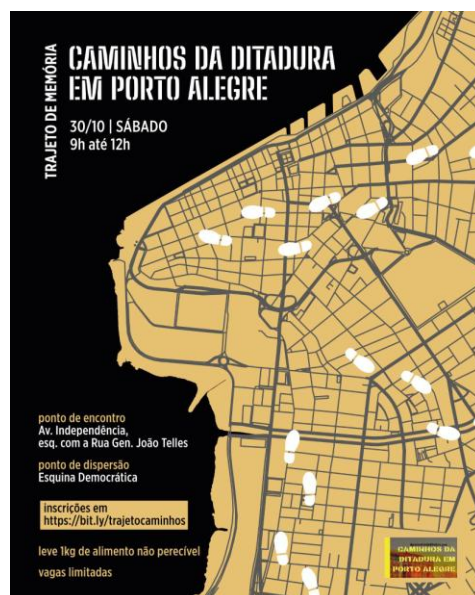 TRAJETO DE MEMÓRIA
CAMINHOS DA DITADURA
EM PORTO ALEGRE
30/10 | SÁBADO
9h até 12h
ponto de encontro
Av. Independência,
esq. com a Rua Gen. João Telles
ponto de dispersão
Esquina Democrática
inscrições em
https://bit.ly/trajetocaminhos
leve 1kg de alimento não perecível
vagas limitadas
CAMINHOS DA
DITADURA EM
PORTO ALEGRE